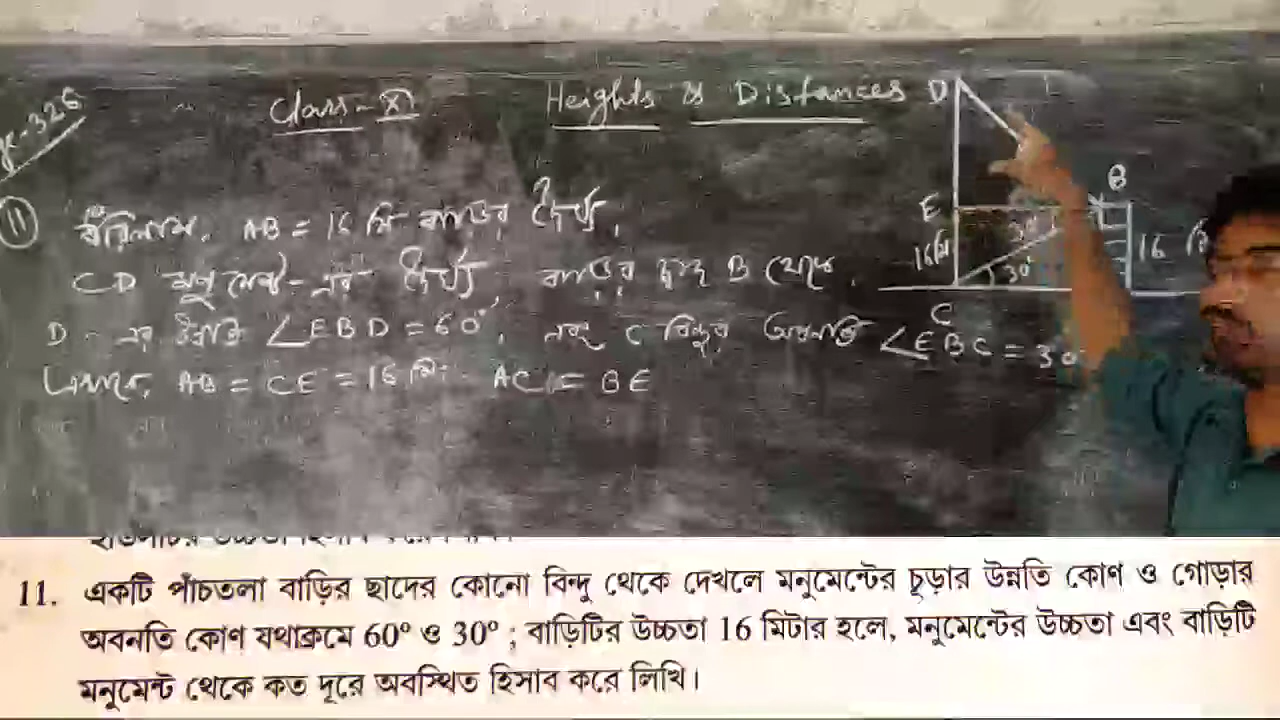 Class - XI
Heights & Distances
11
ধরিলাম, AB = 16 মি বাড়ির দৈর্ঘ্য,
CD মনুমেন্ট-এর দৈর্ঘ্য, বাড়ির ছাদ B থেকে
D-এর উন্নতি ∠EBD = 60°, এবং C বিন্দুর অবনতি ∠EBC = 30
AB = CE = 16 মি. AC = BE
D
B
E
30°
16 মি
16 মি
30°
C
11. একটি পাঁচতলা বাড়ির ছাদের কোনো বিন্দু থেকে দেখলে মনুমেন্টের চূড়ার উন্নতি কোণ ও গোড়ার
অবনতি কোণ যথাক্রমে 60° ও 30° ; বাড়িটির উচ্চতা 16 মিটার হলে, মনুমেন্টের উচ্চতা এবং বাড়িটি
মনুমেন্ট থেকে কত দূরে অবস্থিত হিসাব করে লিখি।